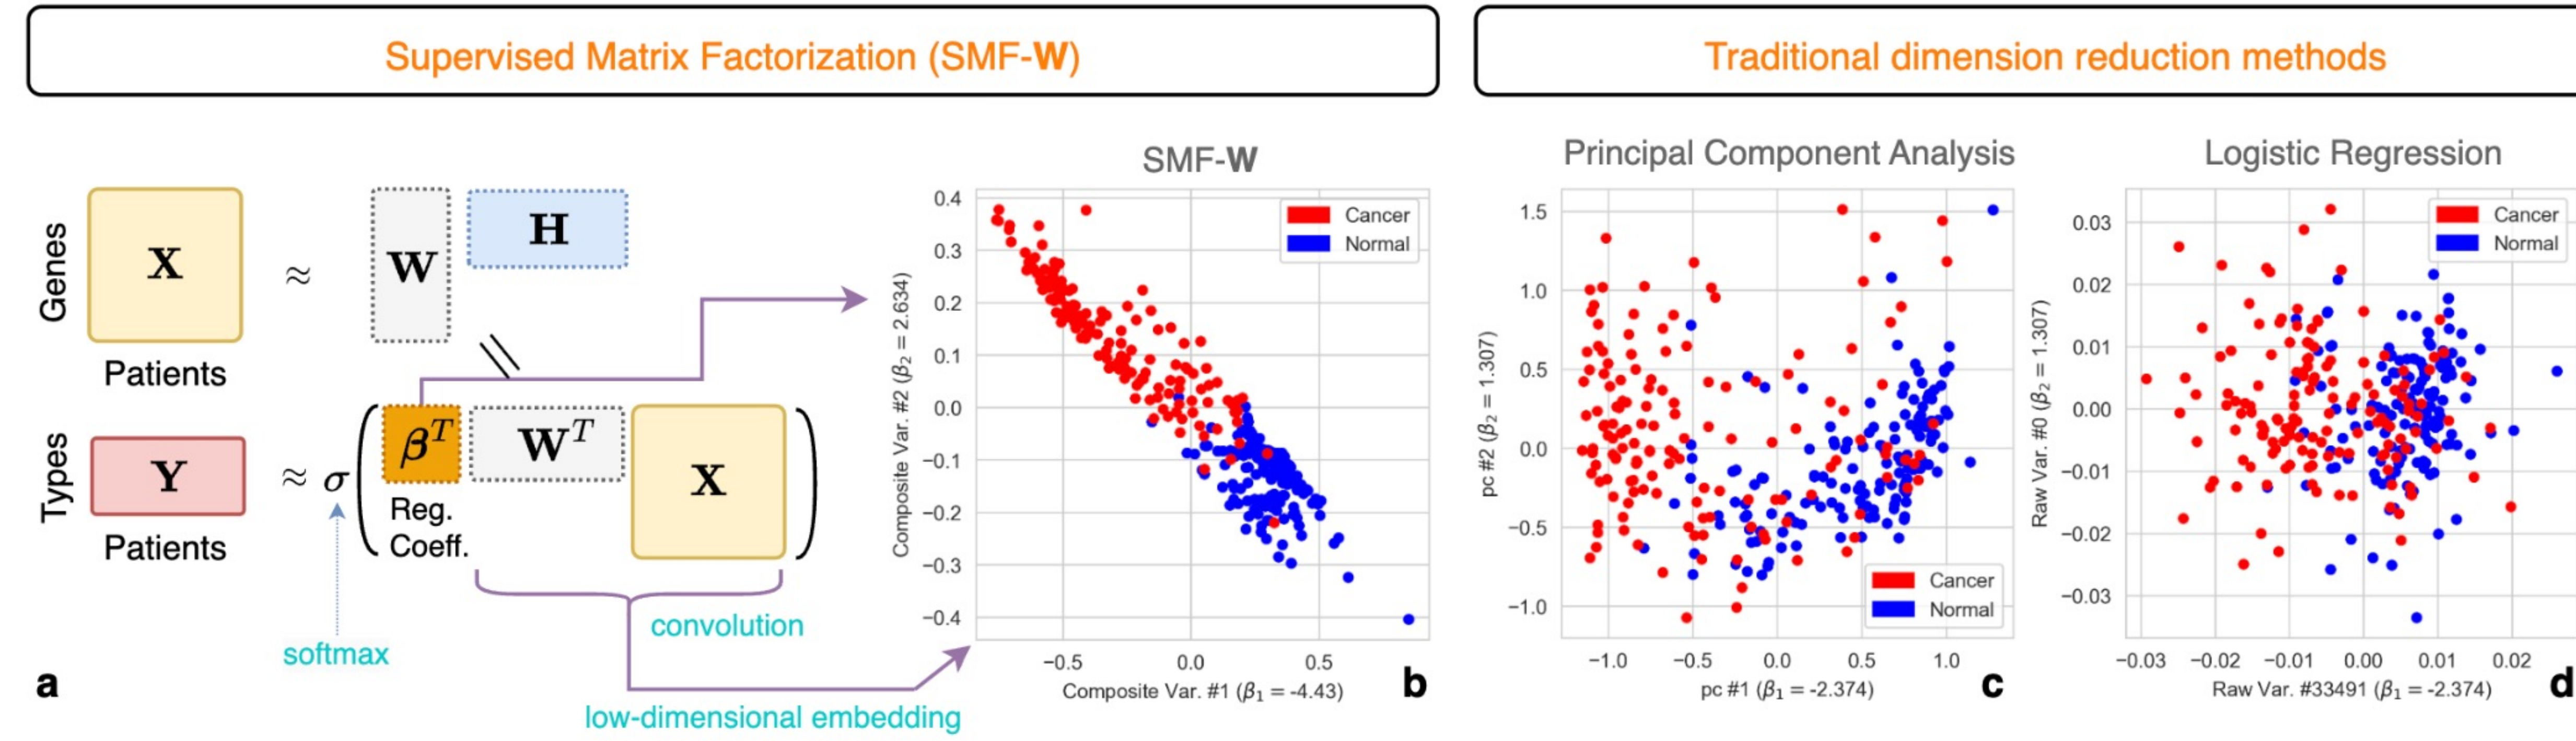 Supervised Matrix Factorization (SMF-W)
Traditional dimension reduction methods
Genes
X
Patients
≈
W
H
Types
Y
Patients
≈ σ
β^T
W^T
X
Reg.
Coeff.
softmax
convolution
low-dimensional embedding
a
SMF-W
Cancer
Normal
0.4
0.3
0.2
0.1
0.0
−0.1
−0.2
−0.3
−0.4
Composite Var. #2 (β₂ = 2.634)
−0.5 0.0 0.5
Composite Var. #1 (β₁ = -4.43)
b
Principal Component Analysis
1.5
1.0
0.5
0.0
−0.5
−1.0
pc #2 (β₂ = 1.307)
Cancer
Normal
−1.0 −0.5 0.0 0.5 1.0
pc #1 (β₁ = -2.374)
c
Logistic Regression
Cancer
Normal
0.03
0.02
0.01
0.00
−0.01
−0.02
−0.03
Raw Var. #0 (β₂ = 1.307)
−0.03 −0.02 −0.01 0.00 0.01 0.02
Raw Var. #33491 (β₁ = -2.374)
d